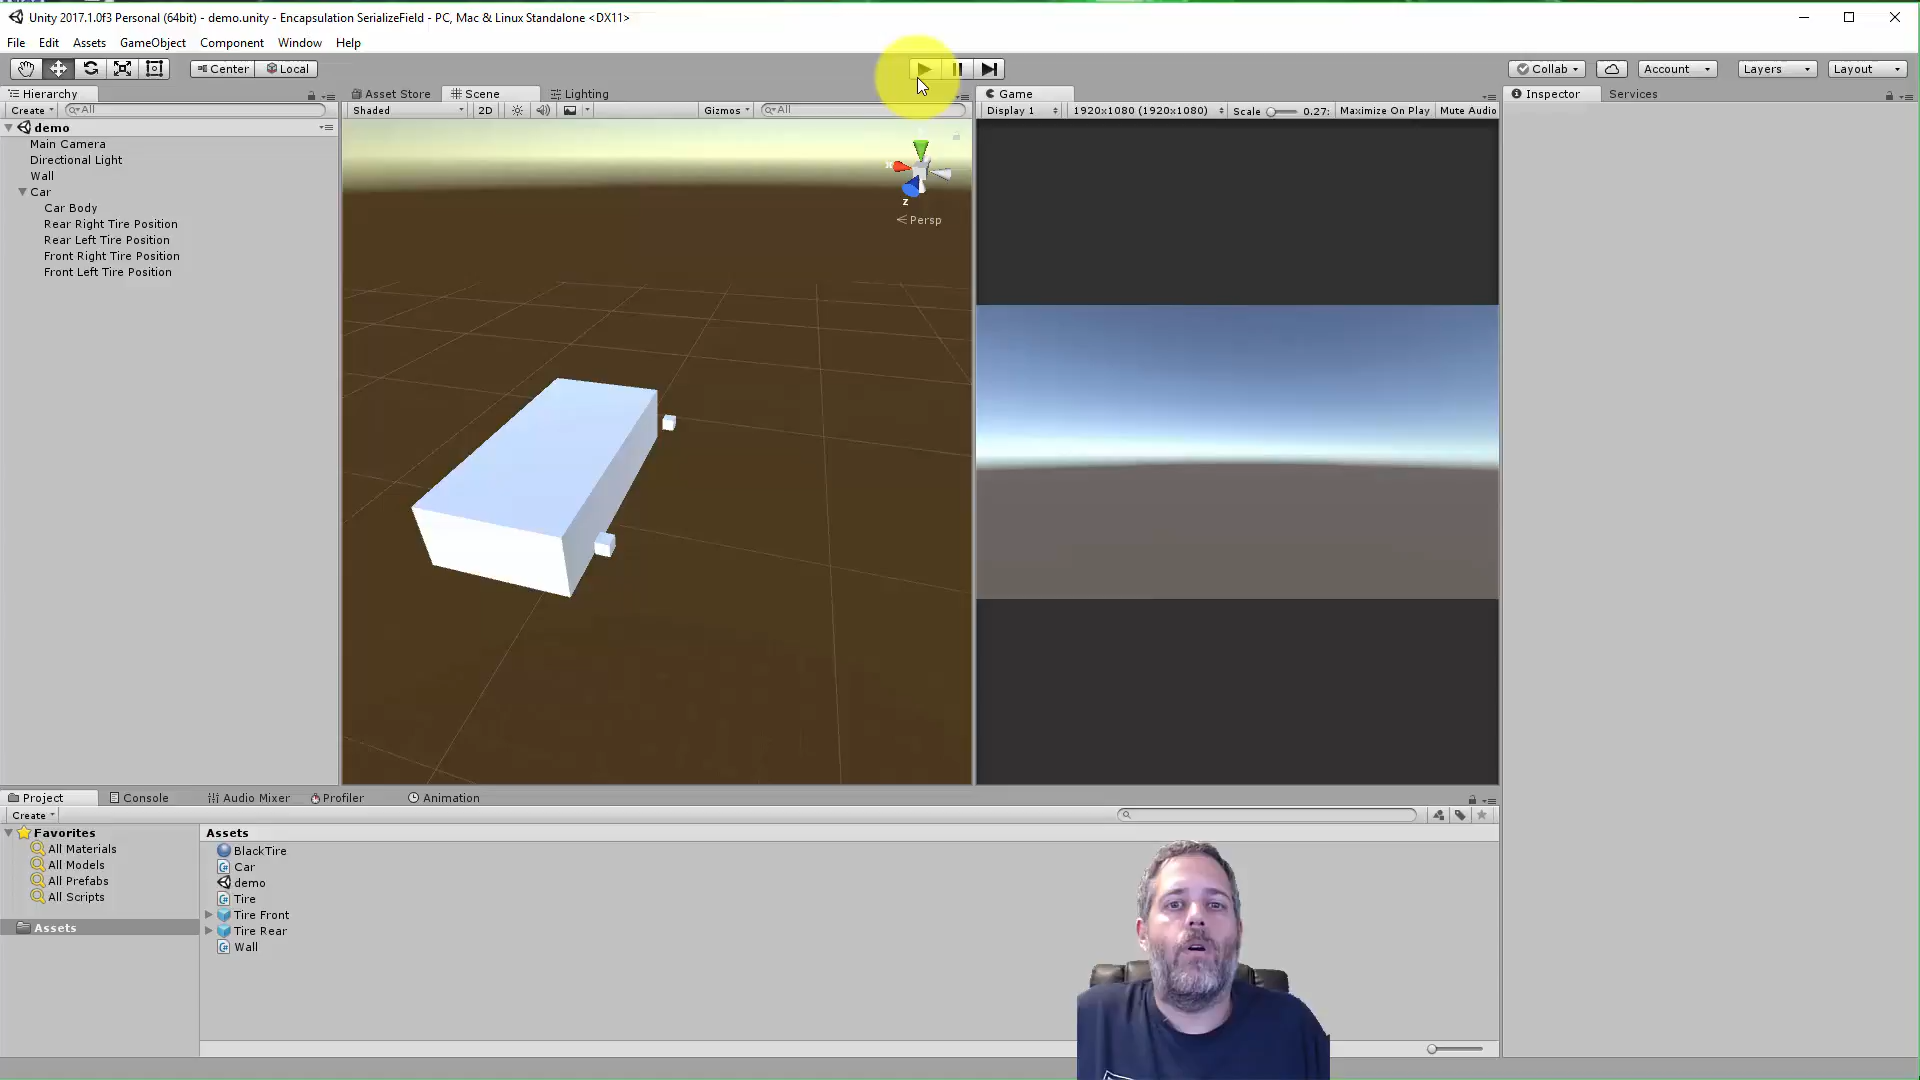 Unity 2017.1.0f3 Personal (64bit) - demo.unity - Encapsulation SerializeField - PC, Mac & Linux Standalone <DX11>
File Edit Assets GameObject Component Window Help
Center Local Collab Account Layers Layout
Hierarchy Asset Store Scene Lighting Game Inspector Services
Create All Shaded 2D Gizmos All Display 1 1920x1080 (1920x1080) Scale 0.27: Maximize On Play Mute Audio
demo
Main Camera
Directional Light
Wall
Car
Car Body
Rear Right Tire Position
Rear Left Tire Position
Front Right Tire Position
Front Left Tire Position
x
z
Persp
Project Console Audio Mixer Profiler Animation
Create
Favorites
All Materials
All Models
All Prefabs
All Scripts
Assets
Assets
BlackTire
Car
demo
Tire
Tire Front
Tire Rear
Wall